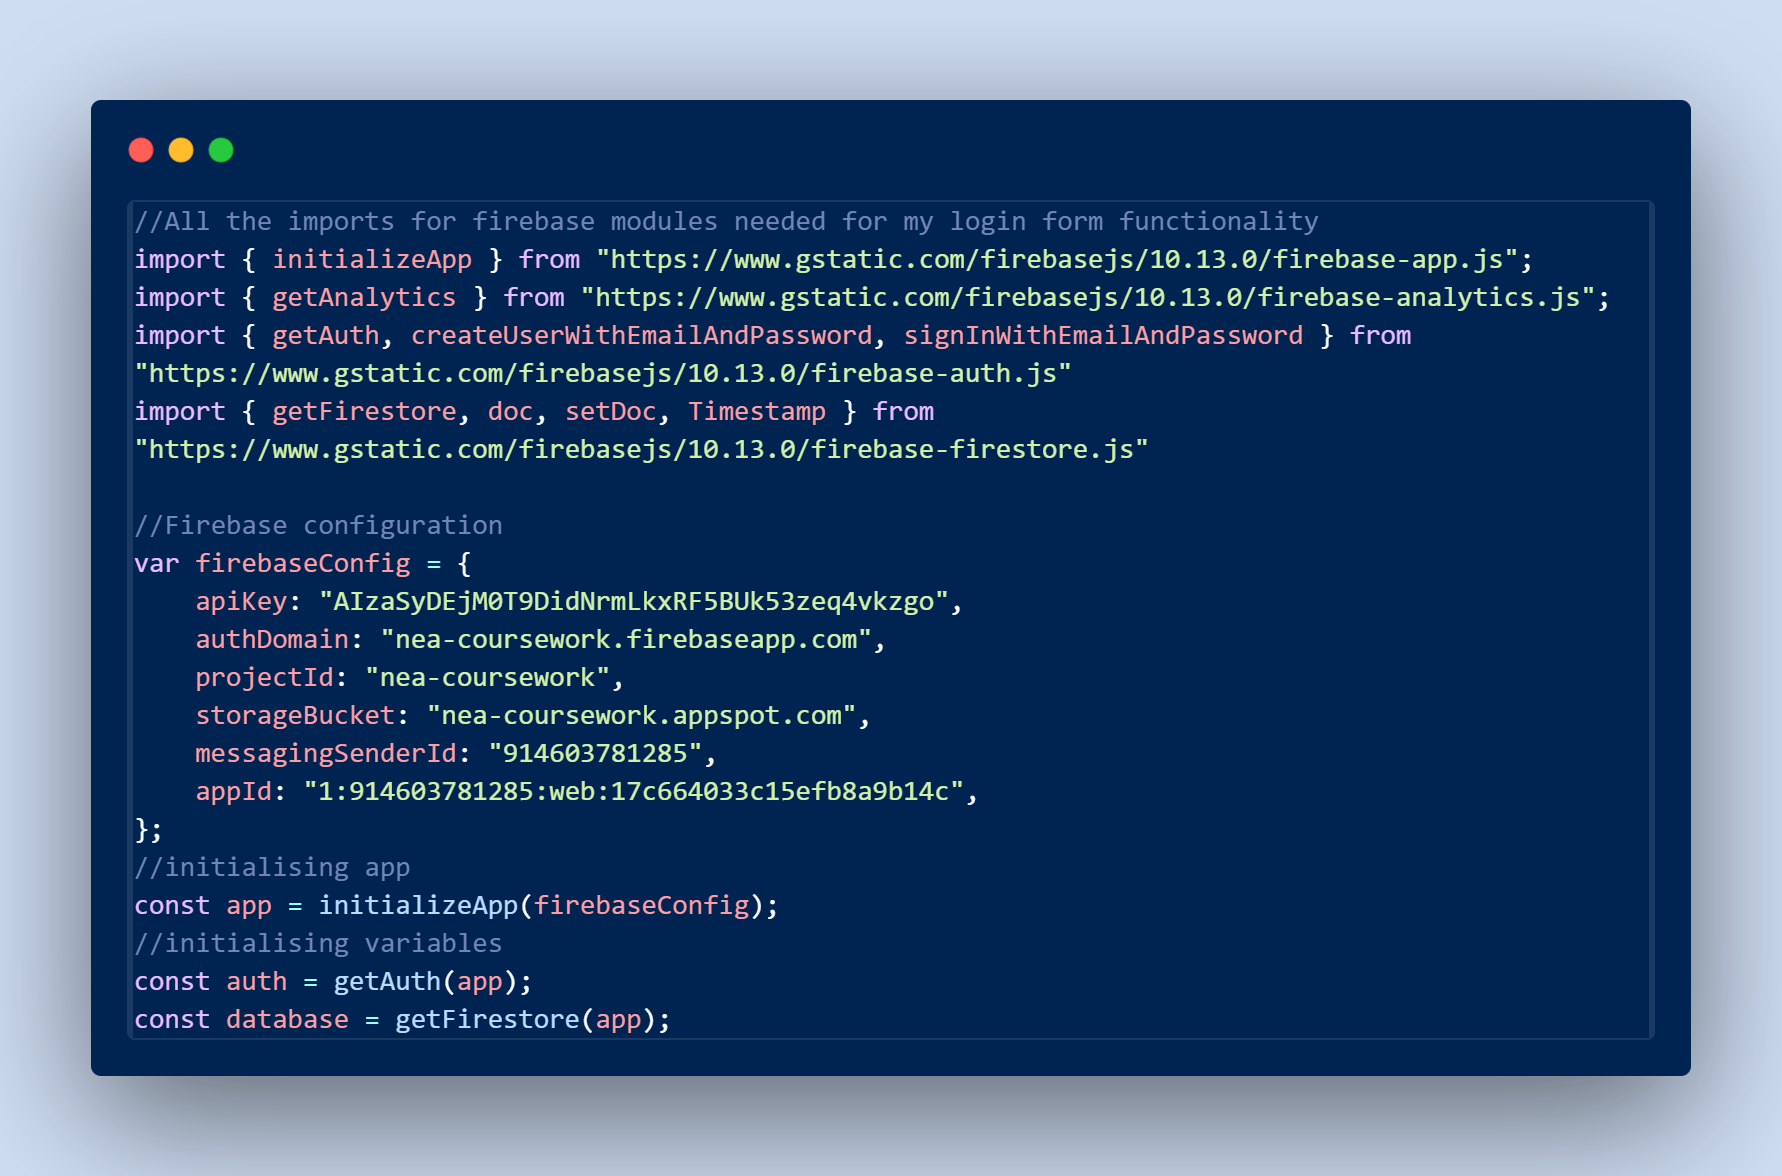 //All the imports for firebase modules needed for my login form functionality
import { initializeApp } from "https://www.gstatic.com/firebasejs/10.13.0/firebase-app.js";
import { getAnalytics } from "https://www.gstatic.com/firebasejs/10.13.0/firebase-analytics.js";
import { getAuth, createUserWithEmailAndPassword, signInWithEmailAndPassword } from
"https://www.gstatic.com/firebasejs/10.13.0/firebase-auth.js"
import { getFirestore, doc, setDoc, Timestamp } from
"https://www.gstatic.com/firebasejs/10.13.0/firebase-firestore.js"

//Firebase configuration
var firebaseConfig = {
    apiKey: "AIzaSyDEjM0T9DidNrmLkxRF5BUk53zeq4vkzgo",
    authDomain: "nea-coursework.firebaseapp.com",
    projectId: "nea-coursework",
    storageBucket: "nea-coursework.appspot.com",
    messagingSenderId: "914603781285",
    appId: "1:914603781285:web:17c664033c15efb8a9b14c",
};
//initialising app
const app = initializeApp(firebaseConfig);
//initialising variables
const auth = getAuth(app);
const database = getFirestore(app);